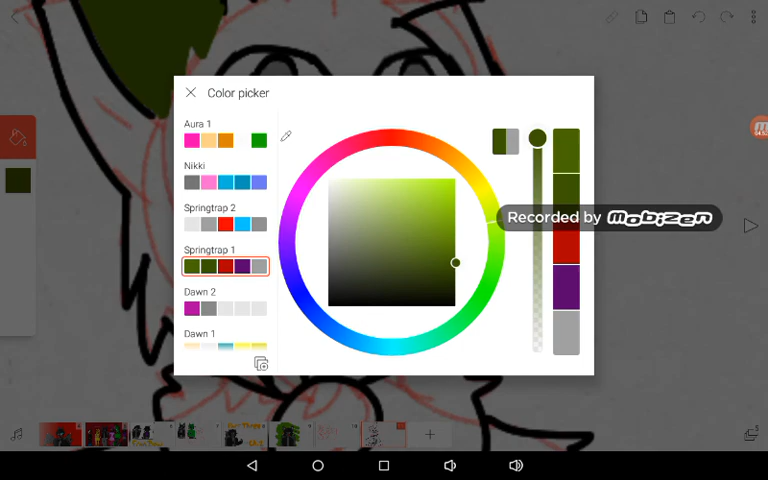 Color picker
Aura 1
Nikki
Springtrap 2
Springtrap 1
Dawn 2
Dawn 1
Recorded by MOBIZEN